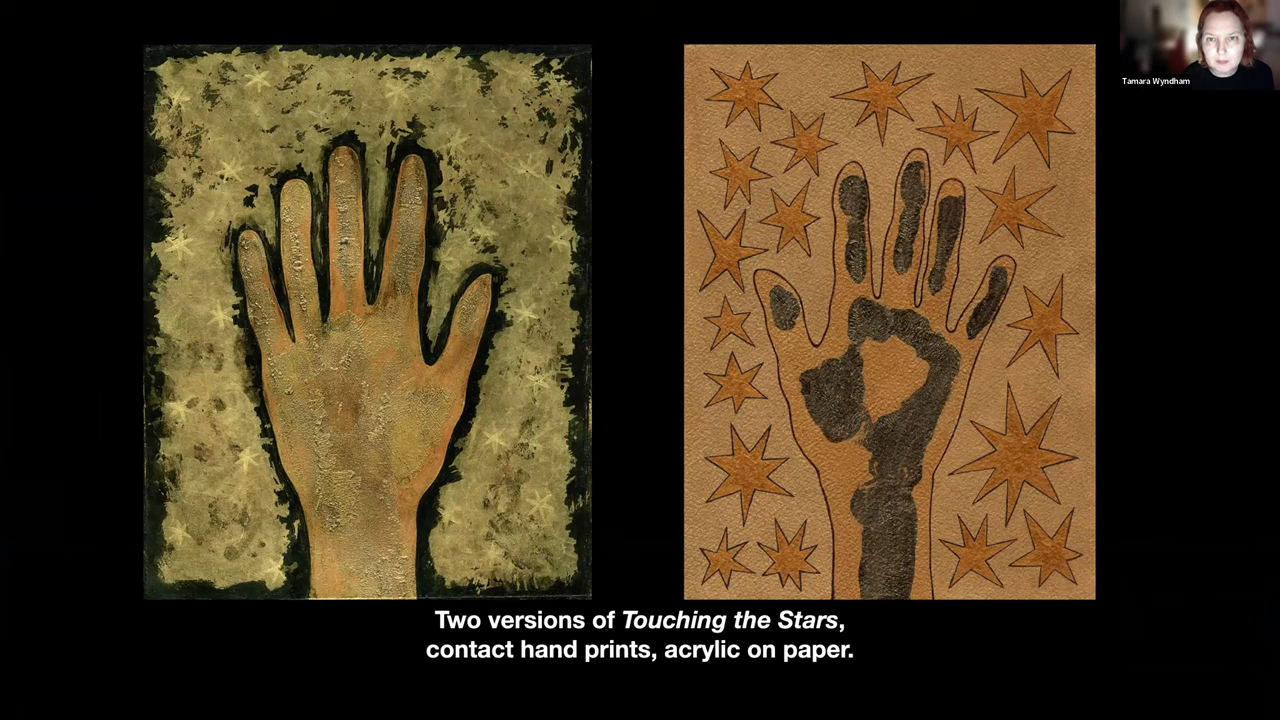 Tamara Wyndham
Two versions of Touching the Stars,
contact hand prints, acrylic on paper.